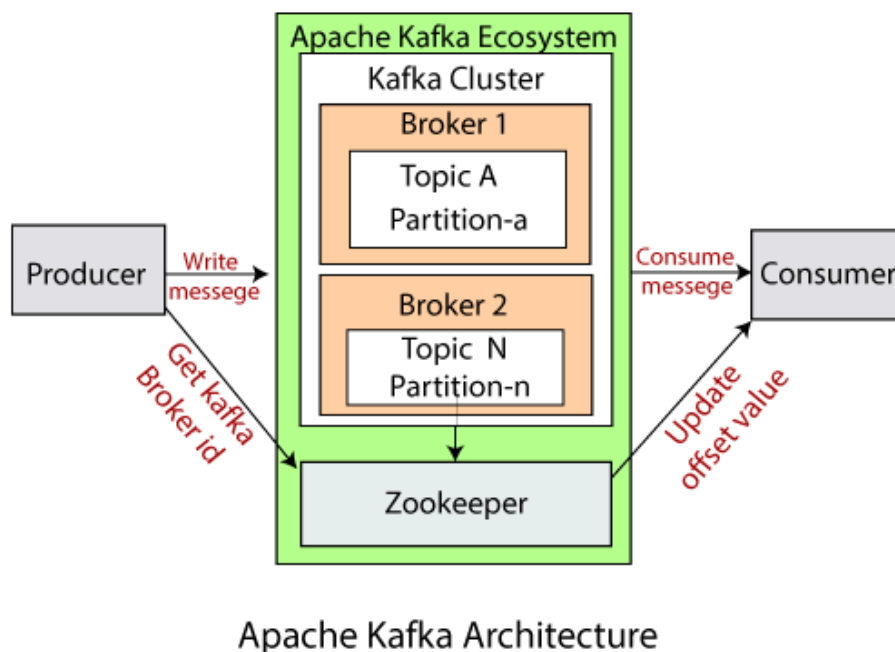 Apache Kafka Ecosystem
Kafka Cluster
Broker 1
Topic A
Partition-a
Producer
Write
messege
Consume
messege
Consumer
Broker 2
Topic N
Partition-n
Get kafka
Broker id
Update
offset value
Zookeeper
Apache Kafka Architecture